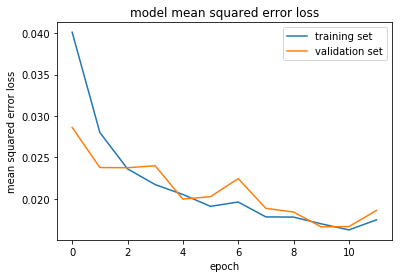 model mean squared error loss
training set
validation set
mean squared error loss
0.040
0.035
0.030
0.025
0.020
0 2 4 6 8 10
epoch